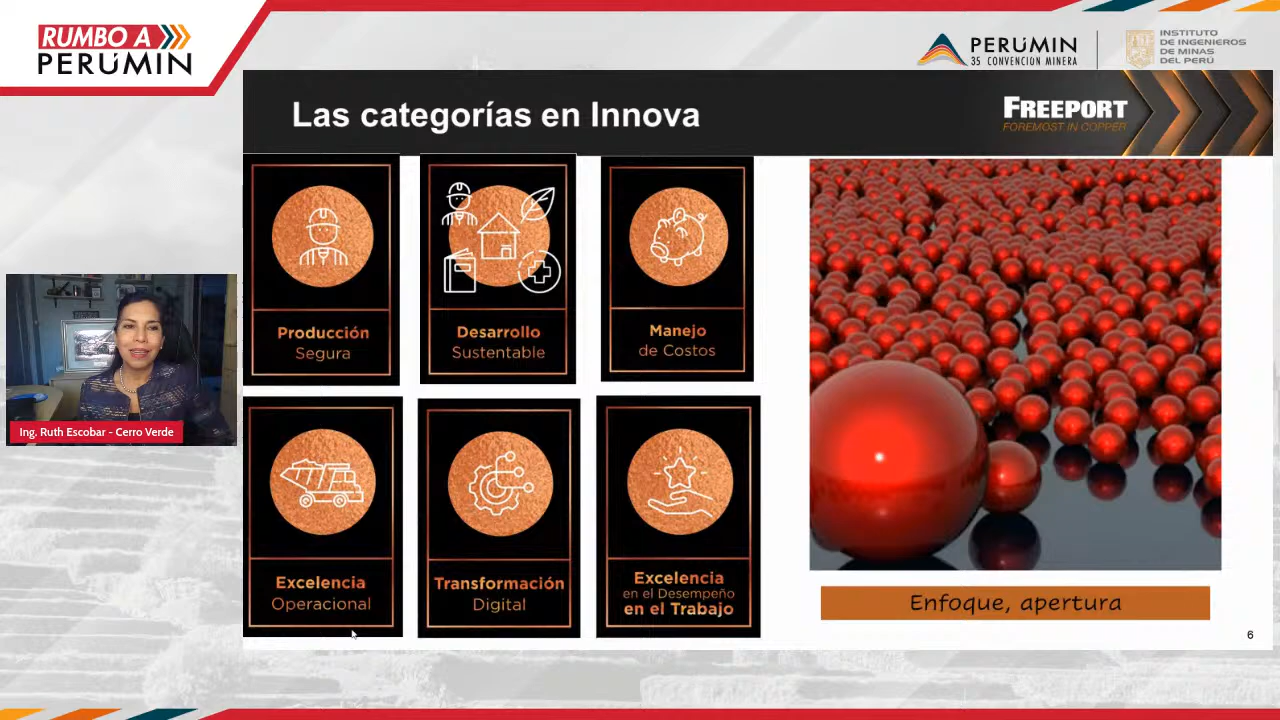 RUMBO A
PERÚMIN
PERÚMIN
35 CONVENCIÓN MINERA
INSTITUTO
DE INGENIEROS
DE MINAS
DEL PERÚ
Las categorías en Innova
FREEPORT
FOREMOST IN COPPER
Producción
Segura
Desarrollo
Sustentable
Manejo
de Costos
Ing. Ruth Escobar - Cerro Verde
Excelencia
Operacional
Transformación
Digital
Excelencia
en el Desempeño
en el Trabajo
Enfoque, apertura
6